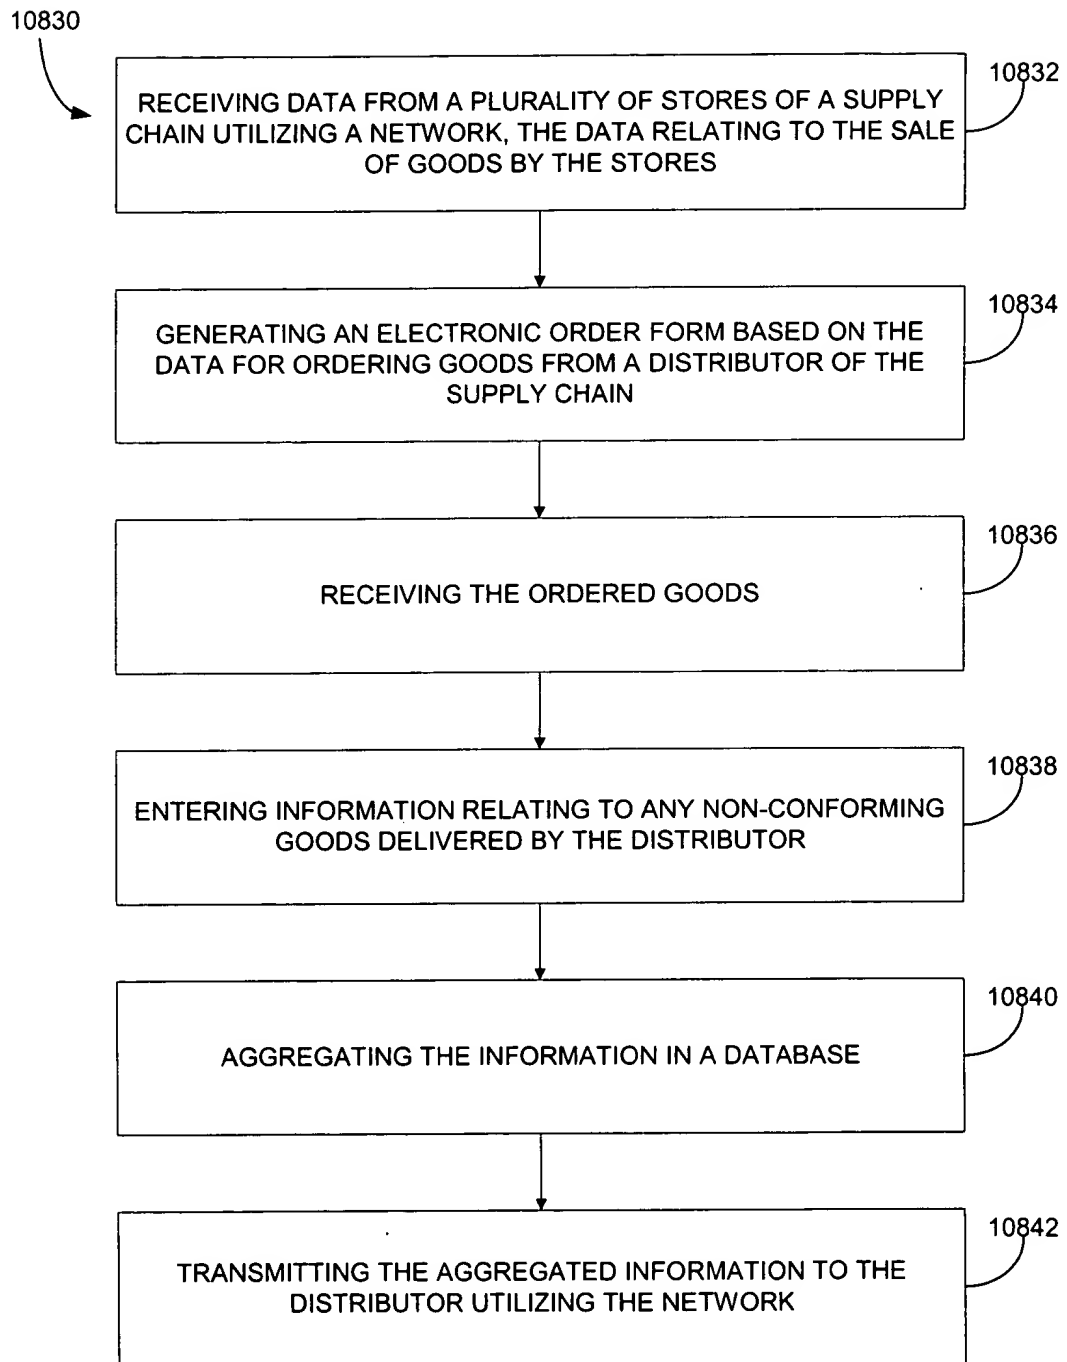 10830
10832
RECEIVING DATA FROM A PLURALITY OF STORES OF A SUPPLY
CHAIN UTILIZING A NETWORK, THE DATA RELATING TO THE SALE
OF GOODS BY THE STORES
10834
GENERATING AN ELECTRONIC ORDER FORM BASED ON THE
DATA FOR ORDERING GOODS FROM A DISTRIBUTOR OF THE
SUPPLY CHAIN
10836
RECEIVING THE ORDERED GOODS
10838
ENTERING INFORMATION RELATING TO ANY NON-CONFORMING
GOODS DELIVERED BY THE DISTRIBUTOR
10840
AGGREGATING THE INFORMATION IN A DATABASE
10842
TRANSMITTING THE AGGREGATED INFORMATION TO THE
DISTRIBUTOR UTILIZING THE NETWORK